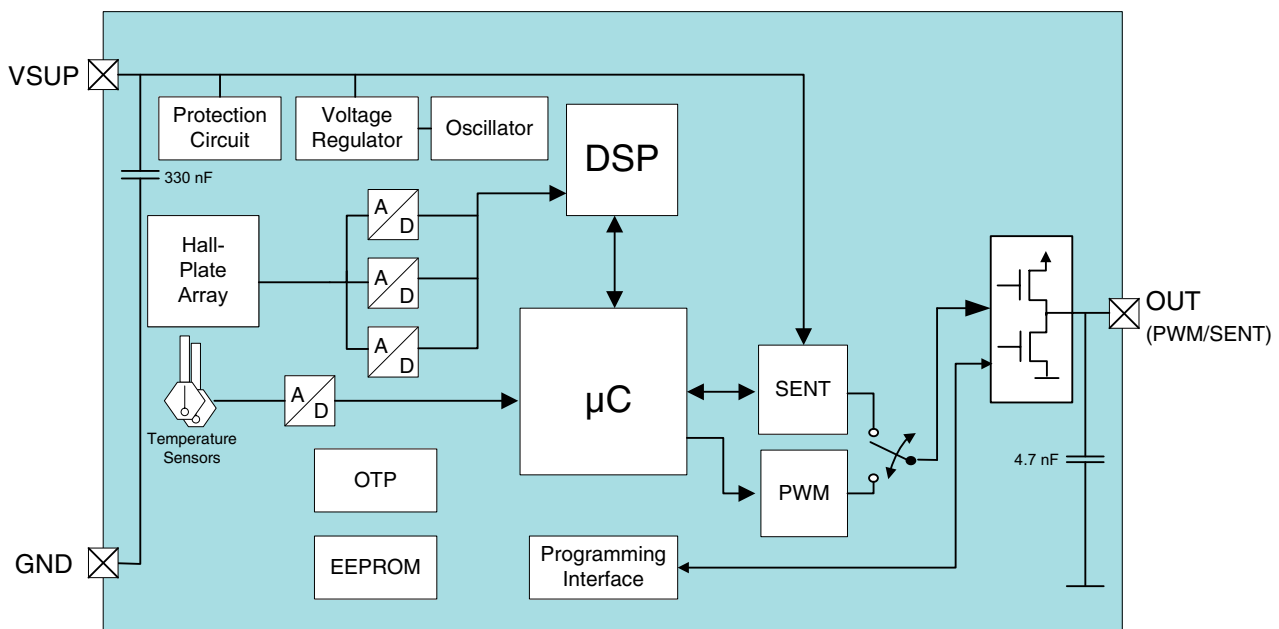 VSUP
Protection
Circuit
Voltage
Regulator
Oscillator
DSP
330 nF
A
D
Hall-
Plate
Array
A
D
A
D
OUT
(PWM/SENT)
µC
SENT
A
D
Temperature
Sensors
4.7 nF
OTP
PWM
GND
EEPROM
Programming
Interface